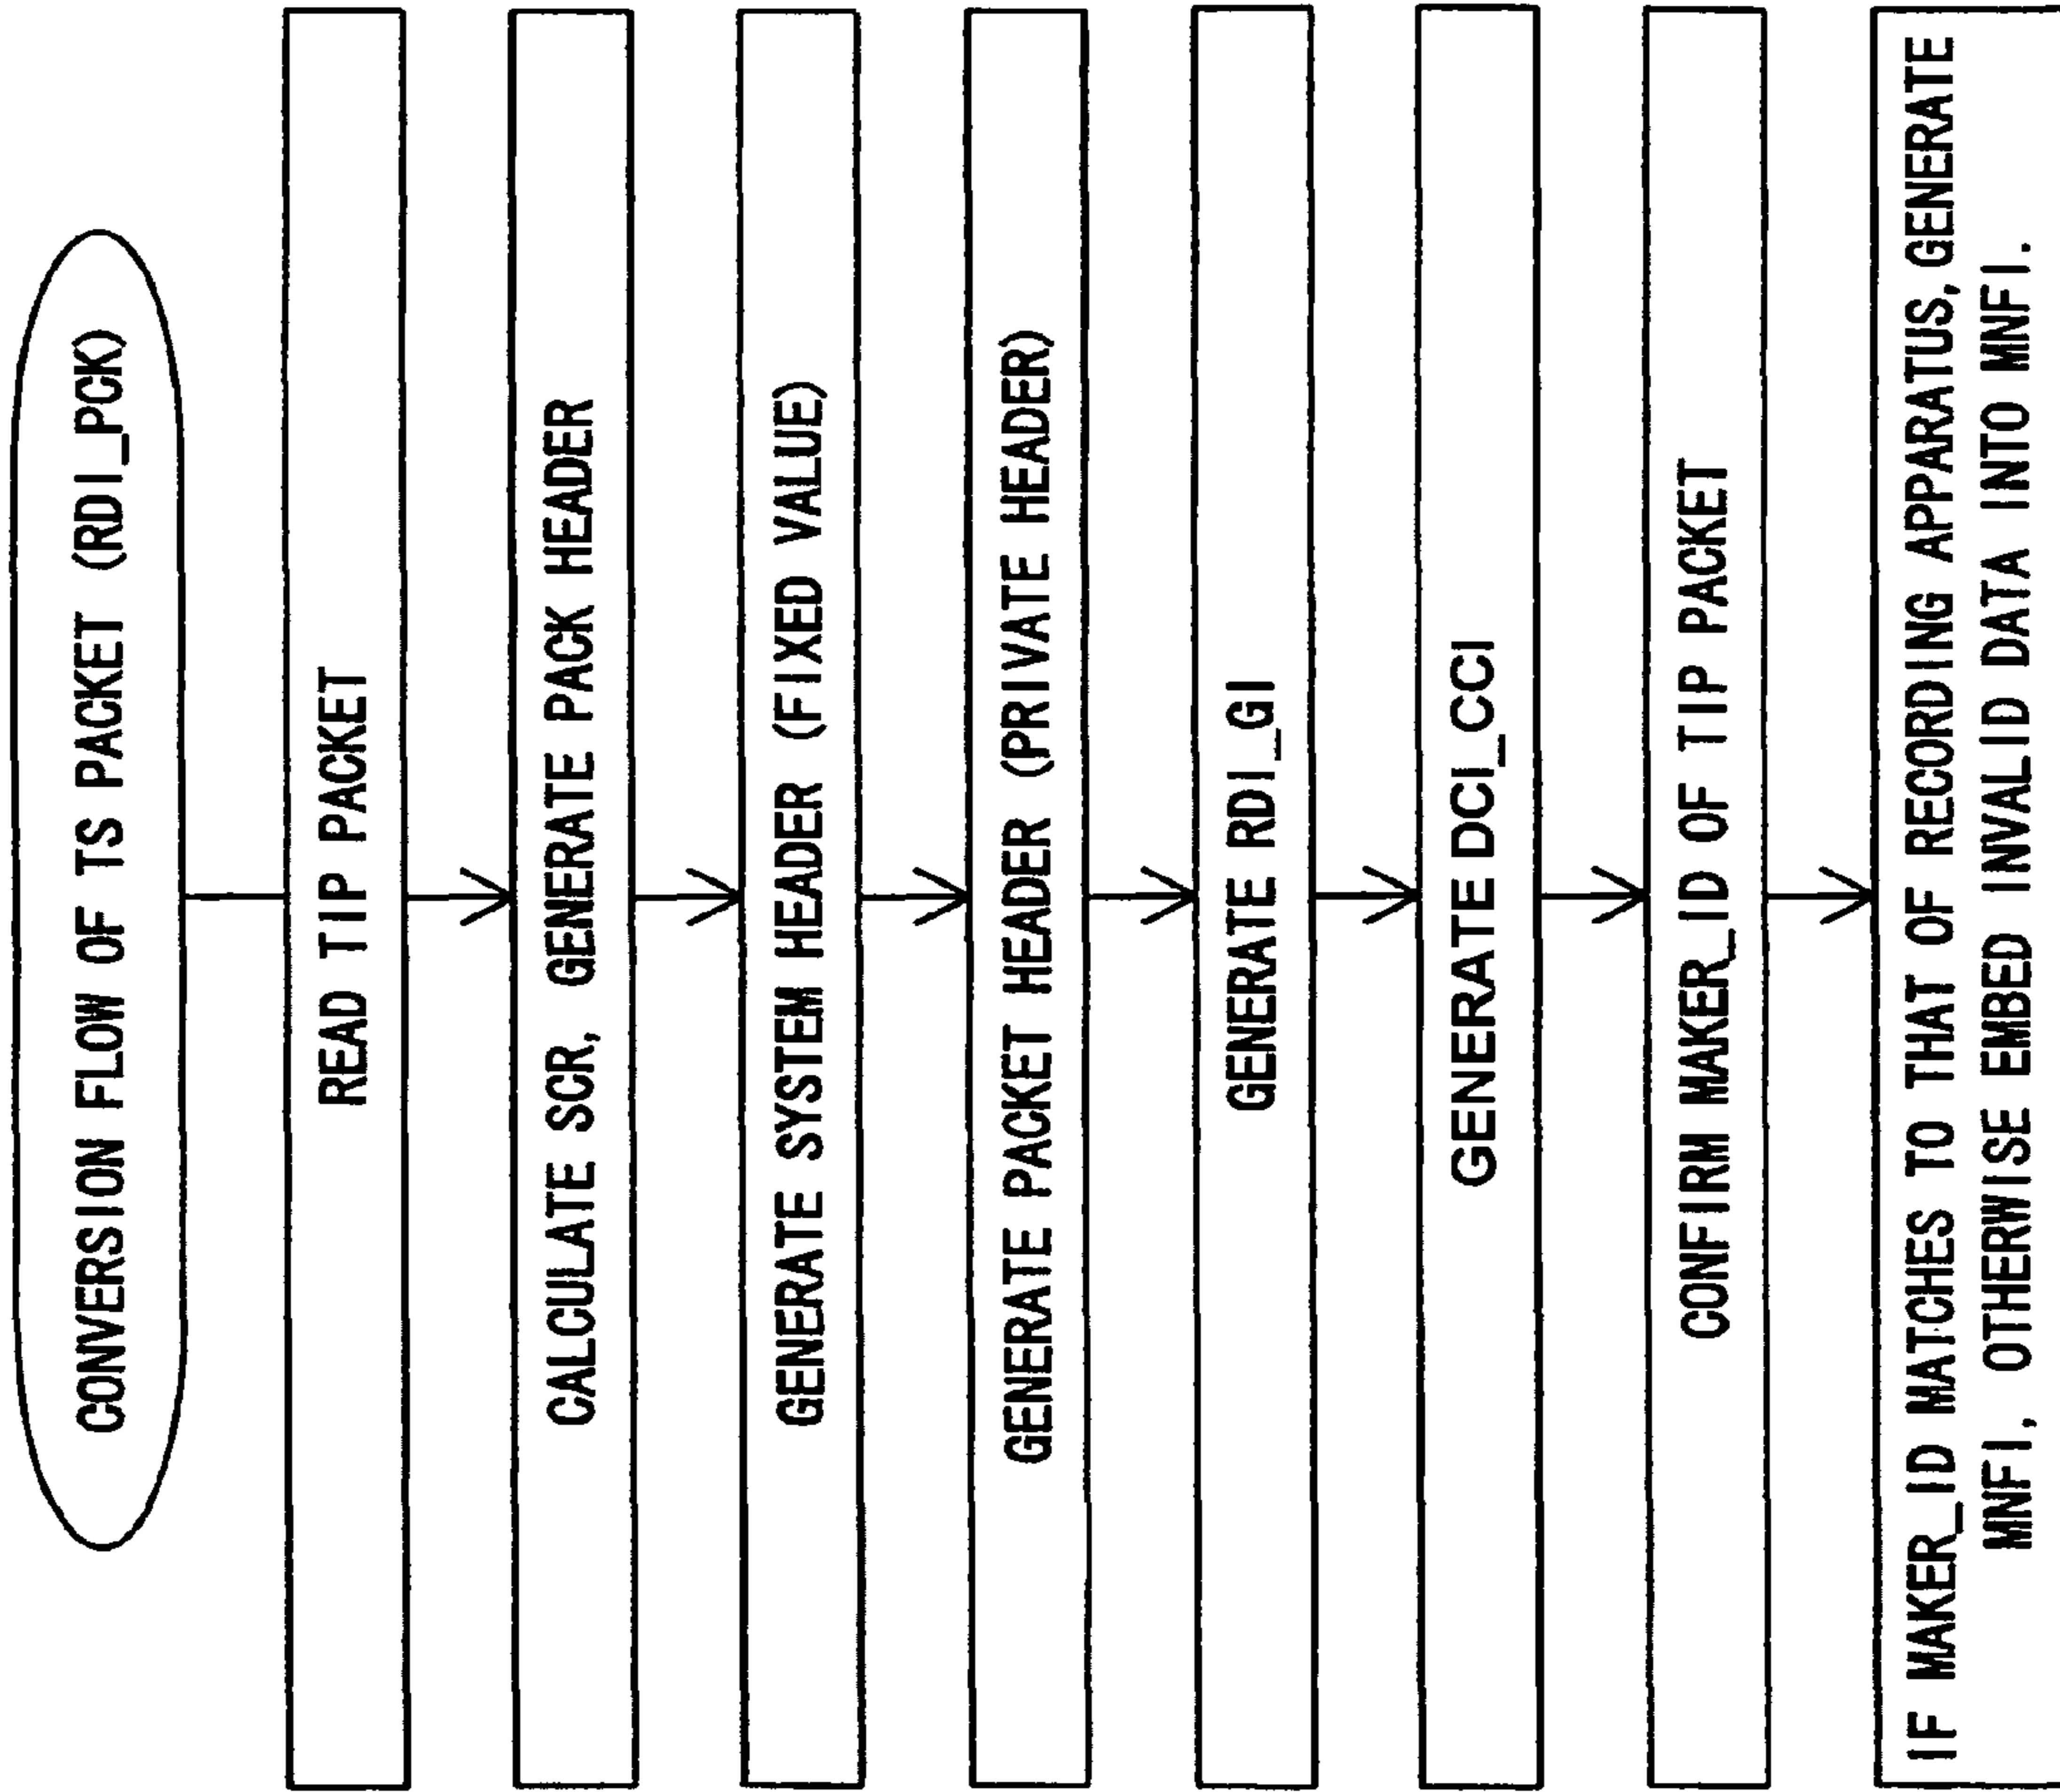 CONVERSION FLOW OF TS PACKET (RDI_PCK)
READ TIP PACKET
CALCULATE SCR, GENERATE PACK HEADER
GENERATE SYSTEM HEADER (FIXED VALUE)
GENERATE PACKET HEADER (PRIVATE HEADER)
GENERATE RDI_GI
GENERATE DCI_CCI
CONFIRM MAKER_ID OF TIP PACKET
IF MAKER_ID MATCHES TO THAT OF RECORDING APPARATUS, GENERATE
MNFI, OTHERWISE EMBED INVALID DATA INTO MNFI.